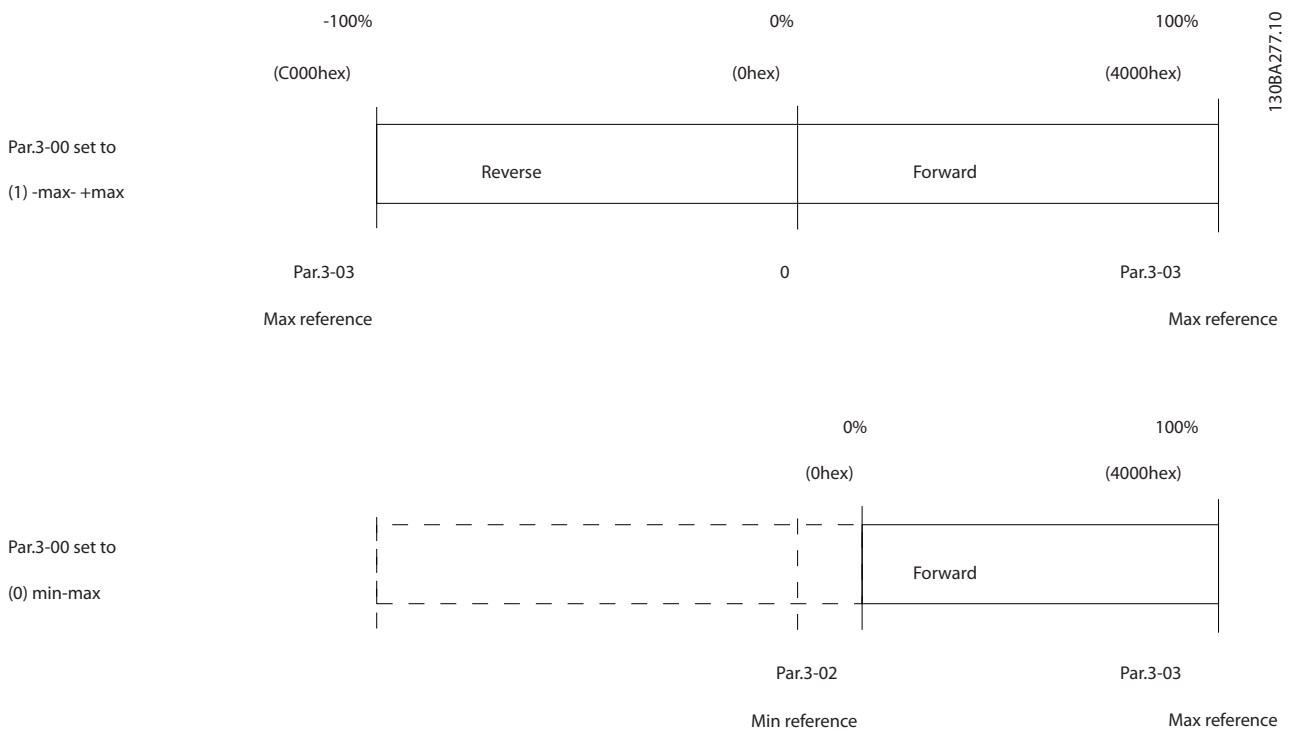 -100% 0% 100%
130BA277.10
(C000hex) (0hex) (4000hex)
Par.3-00 set to
Reverse Forward
(1) -max- +max
Par.3-03 0 Par.3-03
Max reference Max reference
0% 100%
(0hex) (4000hex)
Par.3-00 set to
Forward
(0) min-max
Par.3-02 Par.3-03
Min reference Max reference